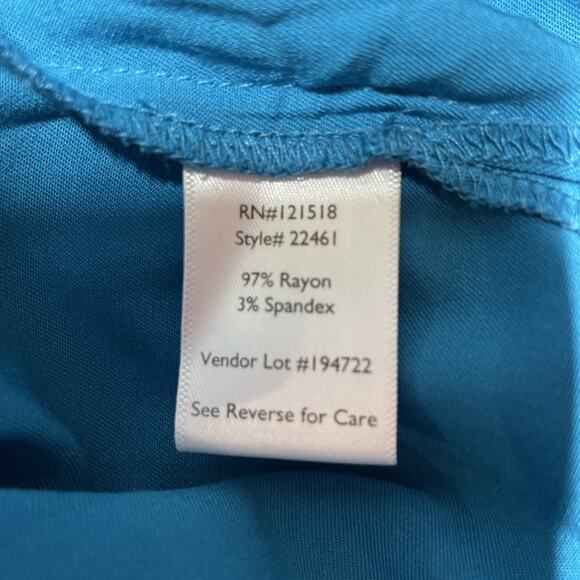 RN#121518
Style# 22461
97% Rayon
3% Spandex
Vendor Lot #194722
See Reverse for Care